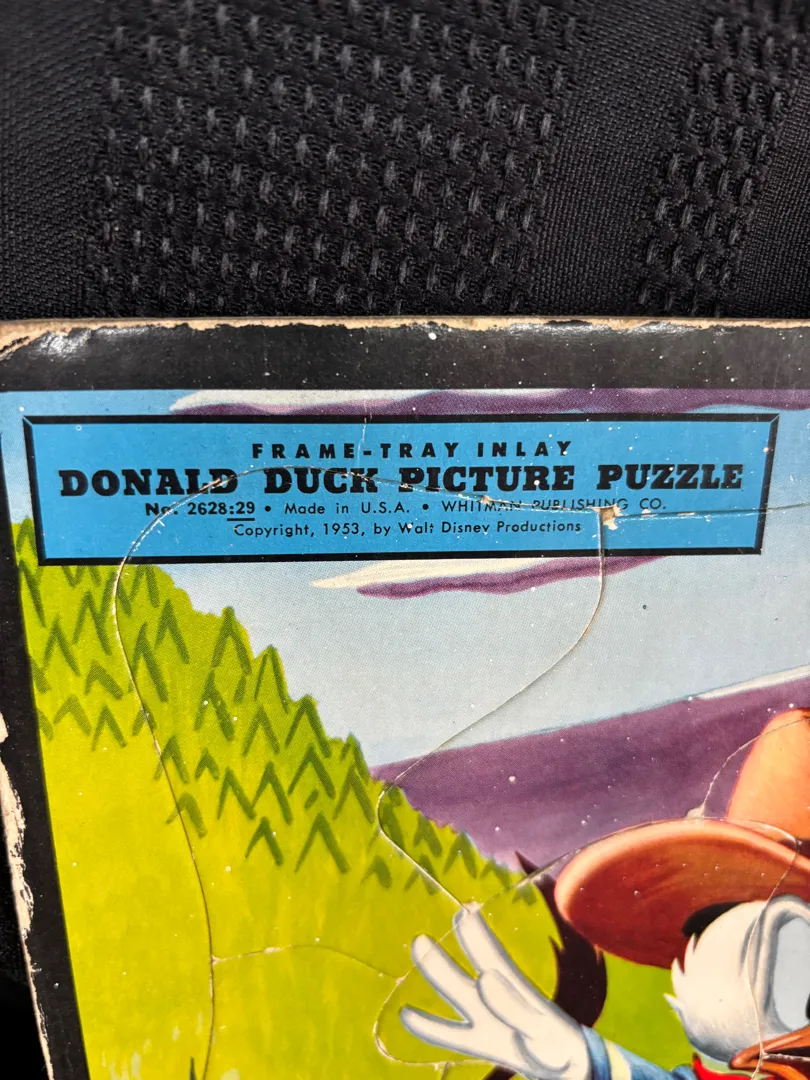 FRAME-TRAY INLAY
DONALD DUCK PICTURE PUZZLE
No. 2628:29 • Made in U.S.A. • WHITMAN PUBLISHING CO.
Copyright, 1953, by Walt Disney Productions